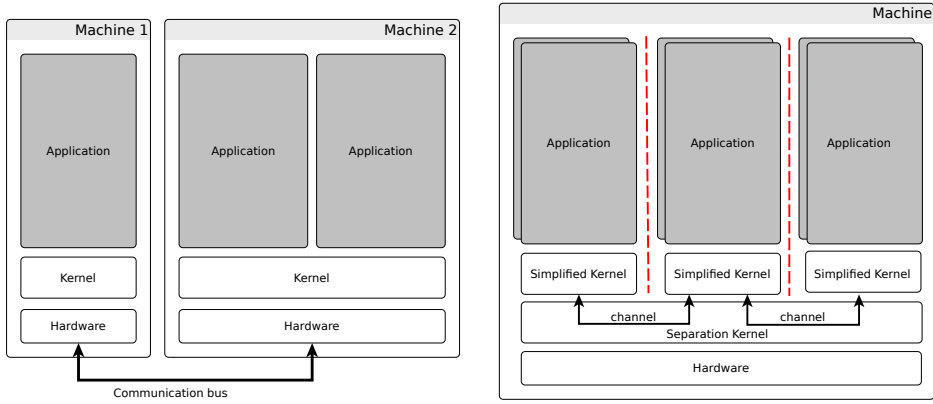 Machine 1
Application
Kernel
Hardware
Machine 2
Application
Application
Kernel
Hardware
Communication bus
Machine
Application
Application
Application
Simplified Kernel
Simplified Kernel
Simplified Kernel
channel
channel
Separation Kernel
Hardware